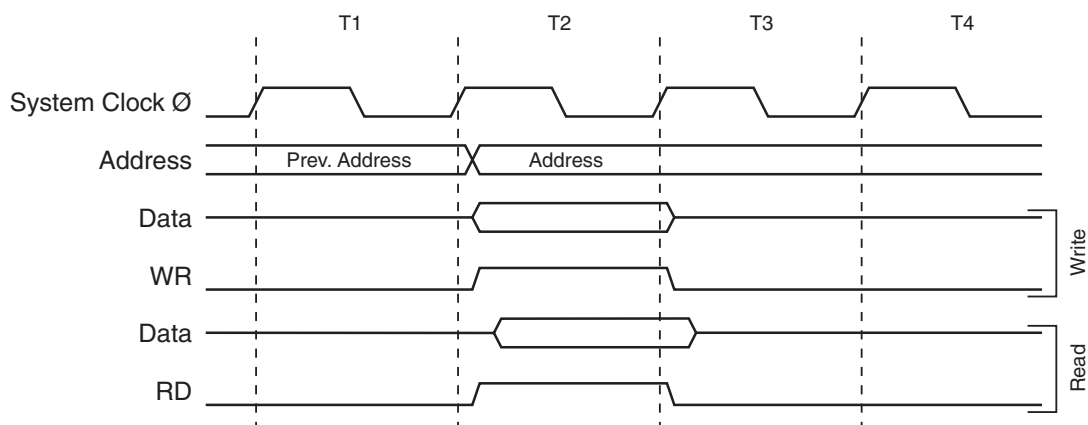 T1 T2 T3 T4
System Clock Ø
Address Prev. Address Address
Data
WR
Write
Data
RD
Read